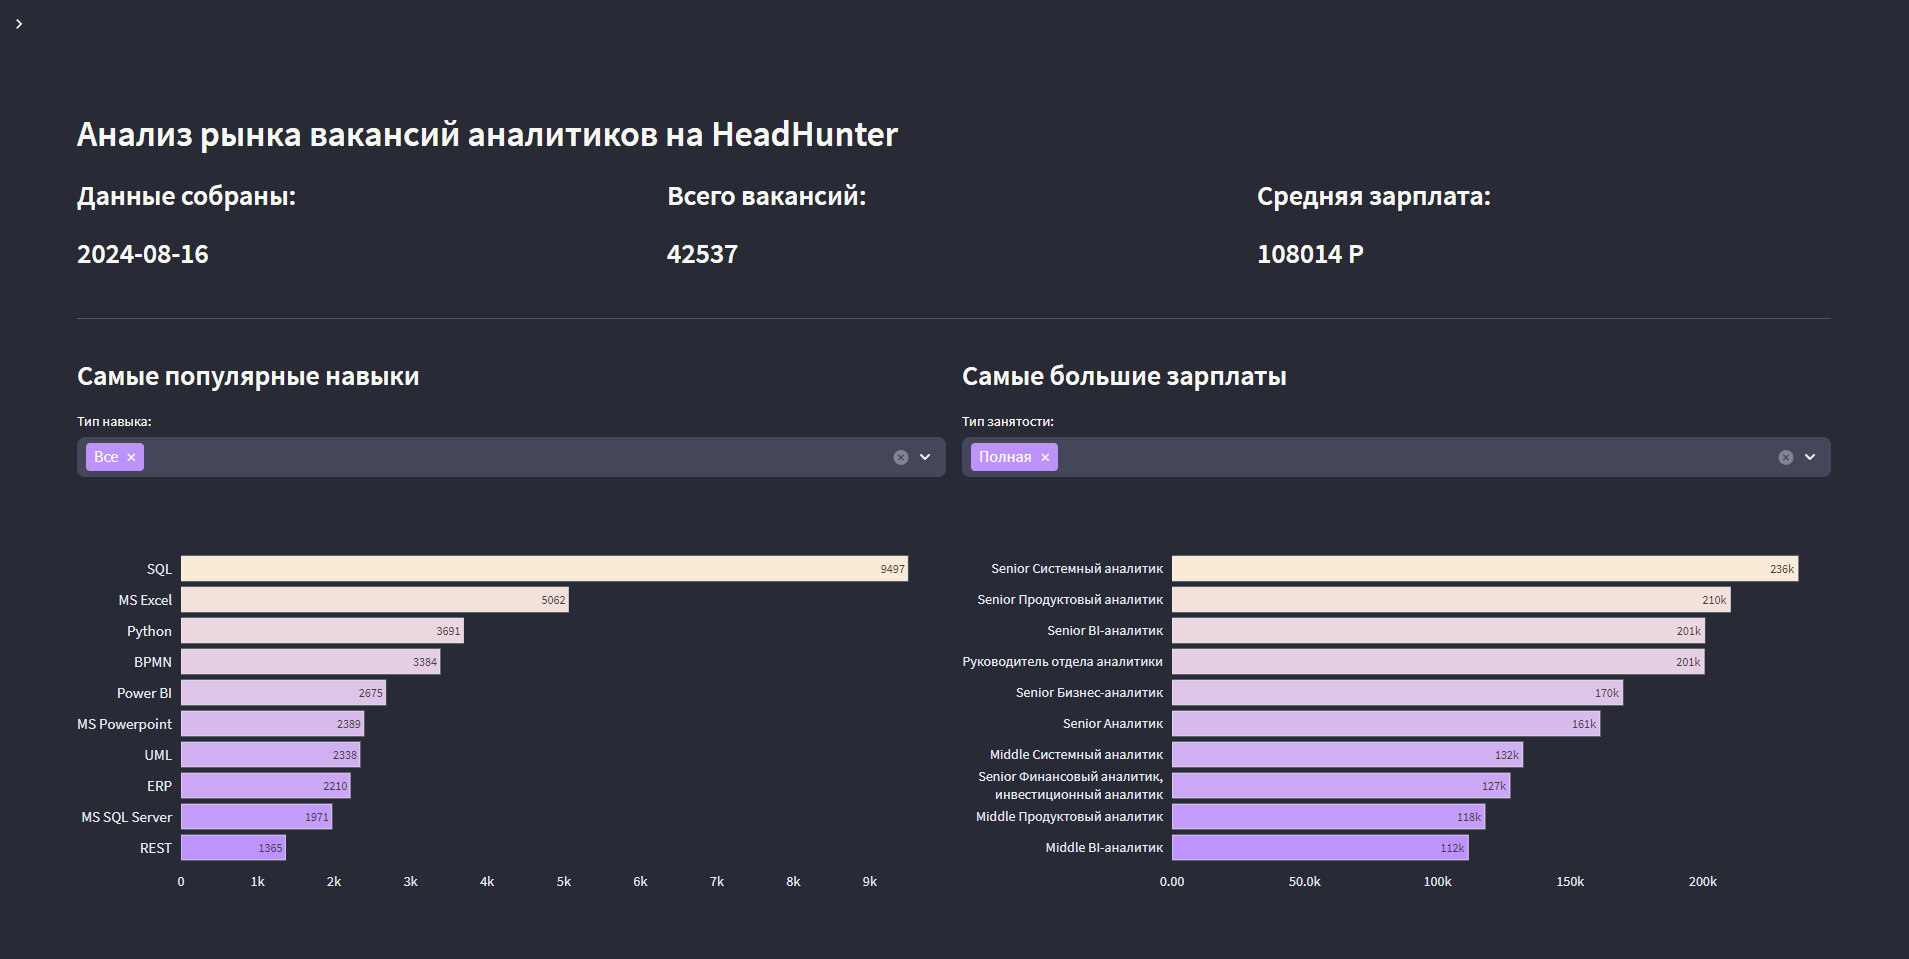 Анализ рынка вакансий аналитиков на HeadHunter
Данные собраны:
2024-08-16
Всего вакансий:
42537
Средняя зарплата:
108014 Р
Самые популярные навыки
Тип навыка:
Все
SQL 9497
MS Excel 5062
Python 3691
BPMN 3384
Power BI 2675
MS Powerpoint 2389
UML 2338
ERP 2210
MS SQL Server 1971
REST 1365
0 1k 2k 3k 4k 5k 6k 7k 8k 9k
Самые большие зарплаты
Тип занятости:
Полная
Senior Системный аналитик 236k
Senior Продуктовый аналитик 210k
Senior BI-аналитик 201k
Руководитель отдела аналитики 201k
Senior Бизнес-аналитик 170k
Senior Аналитик 161k
Middle Системный аналитик 132k
Senior Финансовый аналитик,
инвестиционный аналитик 127k
Middle Продуктовый аналитик 118k
Middle BI-аналитик 112k
0.00 50.0k 100k 150k 200k